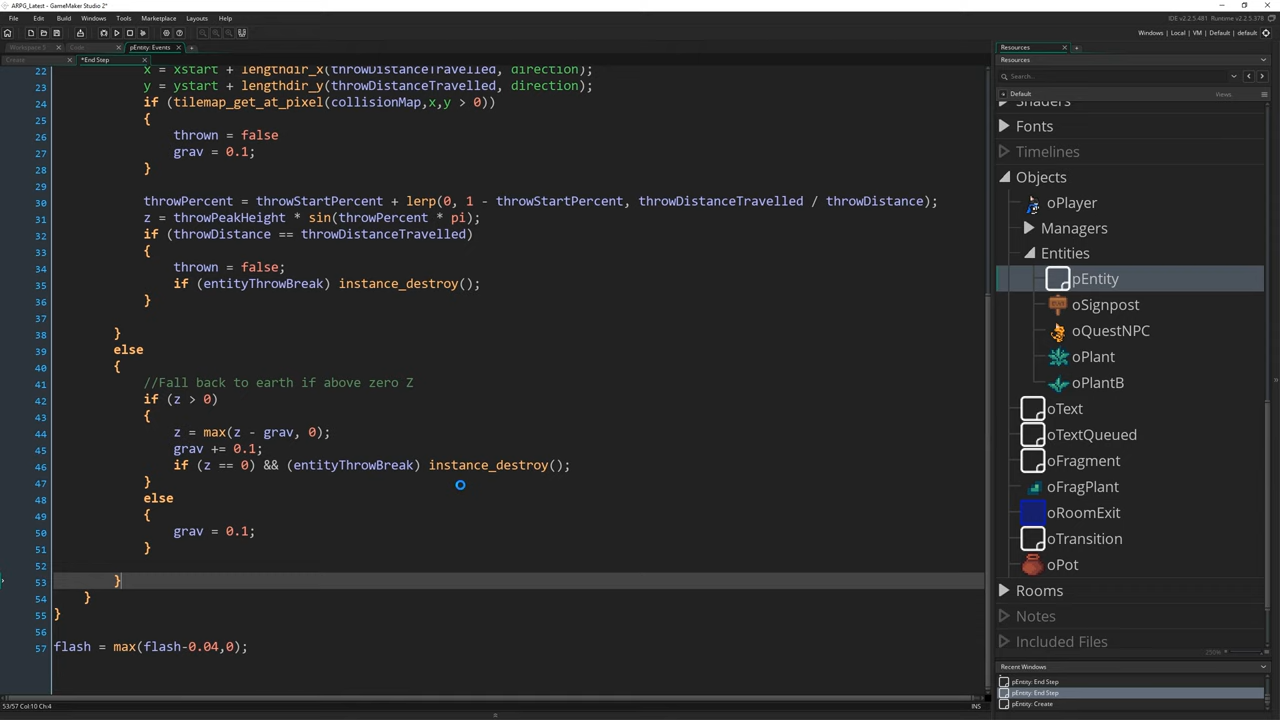 ARPG_Latest - GameMaker Studio 2*
File Edit Build Windows Tools Marketplace Layouts Help
IDE v2.2.5.481 Runtime v2.2.5.378
Windows | Local | VM | Default | default
Workspace 1 Code pEntity: Events
Create *End Step
22 x = xstart + lengthdir_x(throwDistanceTravelled, direction);
23 y = ystart + lengthdir_y(throwDistanceTravelled, direction);
24 if (tilemap_get_at_pixel(collisionMap,x,y > 0))
25 {
26 thrown = false
27 grav = 0.1;
28 }
29
30 throwPercent = throwStartPercent + lerp(0, 1 - throwStartPercent, throwDistanceTravelled / throwDistance);
31 z = throwPeakHeight * sin(throwPercent * pi);
32 if (throwDistance == throwDistanceTravelled)
33 {
34 thrown = false;
35 if (entityThrowBreak) instance_destroy();
36 }
37
38 }
39 else
40 {
41 //Fall back to earth if above zero Z
42 if (z > 0)
43 {
44 z = max(z - grav, 0);
45 grav += 0.1;
46 if (z == 0) && (entityThrowBreak) instance_destroy();
47 }
48 else
49 {
50 grav = 0.1;
51 }
52
53 }
54 }
55 }
56
57 flash = max(flash-0.04,0);
53/57 Col:10 Ch:4
INS
Resources
Resources
Search...
Default
Views
Shaders
Fonts
Timelines
Objects
oPlayer
Managers
Entities
pEntity
oSignpost
oQuestNPC
oPlant
oPlantB
oText
oTextQueued
oFragment
oFragPlant
oRoomExit
oTransition
oPot
Rooms
Notes
Included Files
250%
Recent Windows
pEntity: End Step
pEntity: End Step
pEntity: Create